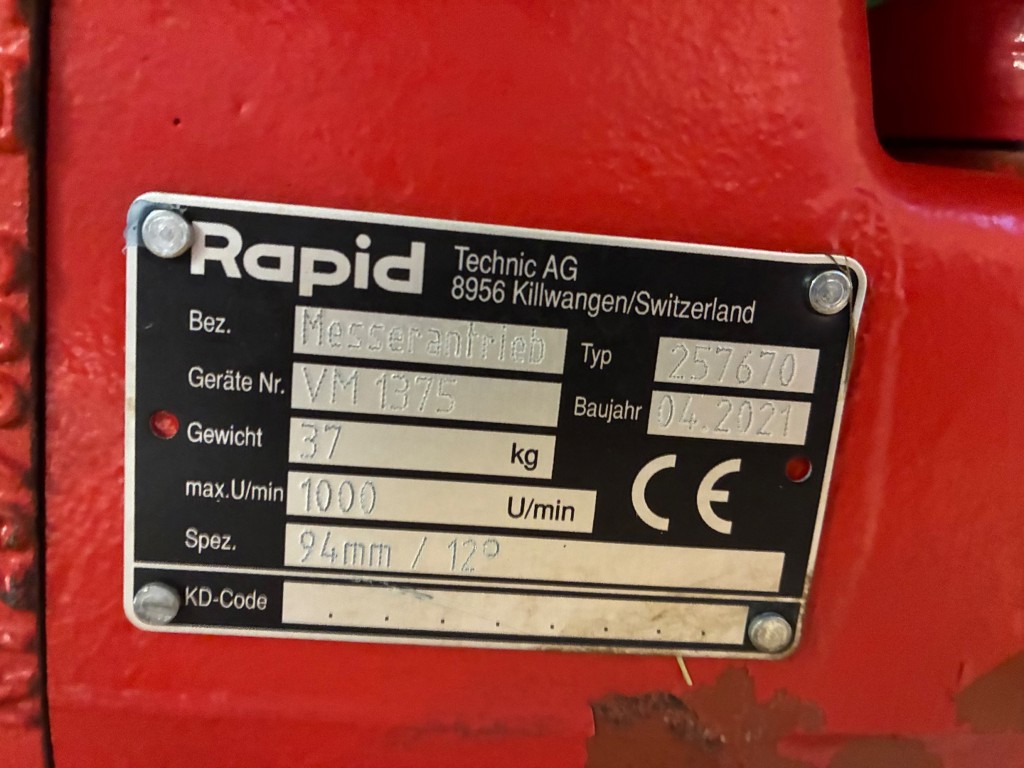 Rapid Technic AG
8956 Killwangen/Switzerland
Bez. Messerantrieb Typ 257670
Geräte Nr. VM 1375 Baujahr 04.2021
Gewicht 37 kg
max.U/min 1000 U/min CE
Spez. 94mm / 12°
KD-Code . . . . . . . .